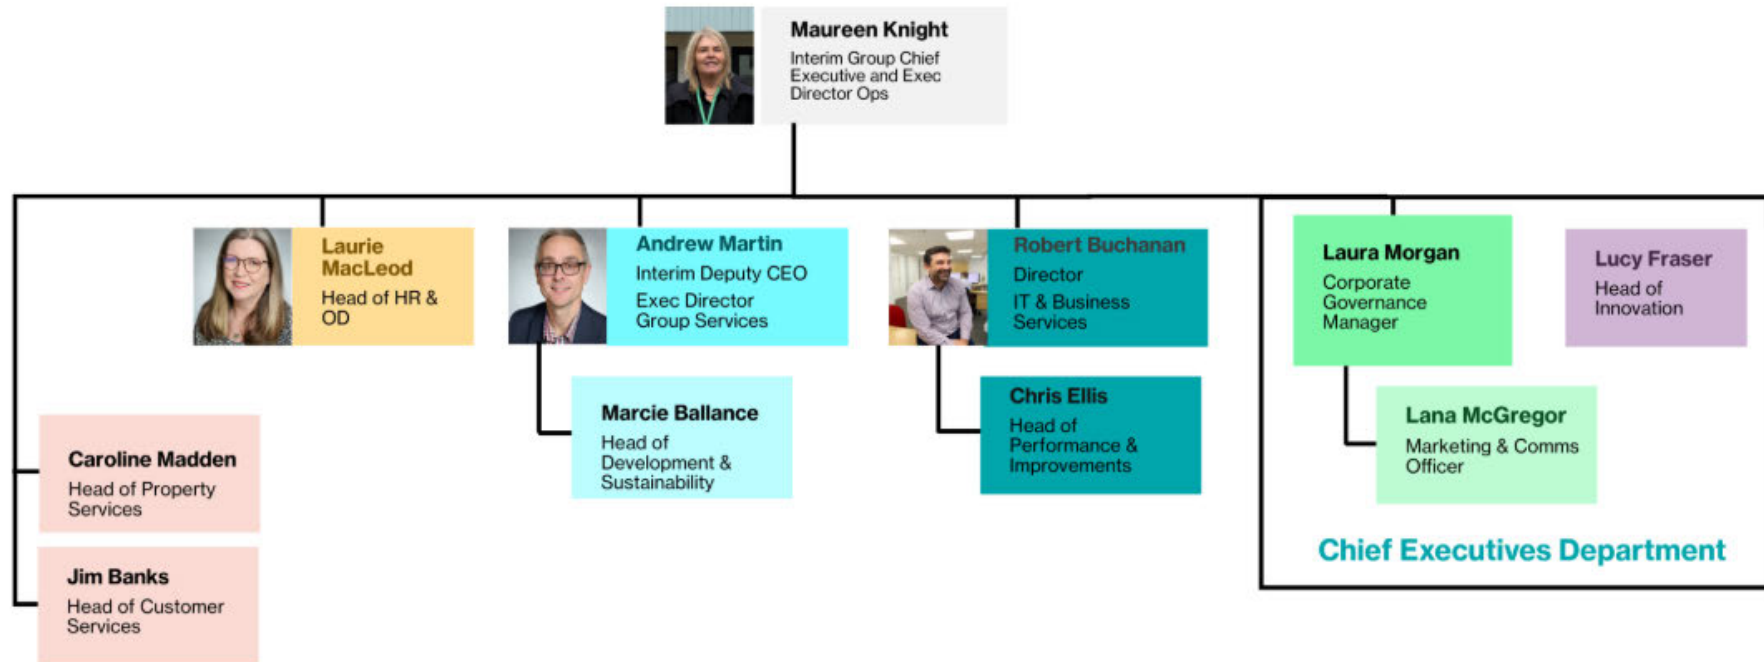 Maureen Knight
Interim Group Chief
Executive and Exec
Director Ops
Laurie
MacLeod
Head of HR &
OD
Andrew Martin
Interim Deputy CEO
Exec Director
Group Services
Robert Buchanan
Director
IT & Business
Services
Laura Morgan
Corporate
Governance
Manager
Lucy Fraser
Head of
Innovation
Caroline Madden
Head of Property
Services
Marcie Ballance
Head of
Development &
Sustainability
Chris Ellis
Head of
Performance &
Improvements
Lana McGregor
Marketing & Comms
Officer
Jim Banks
Head of Customer
Services
Chief Executives Department